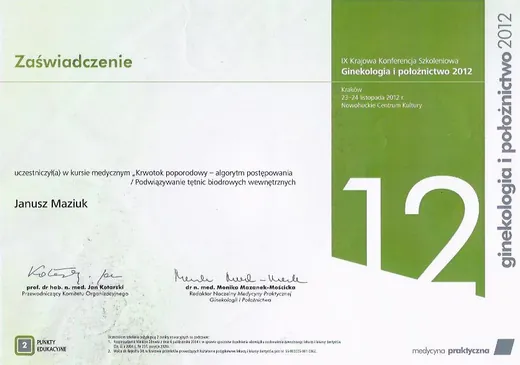 Zaświadczenie
IX Krajowa Konferencja Szkoleniowa
Ginekologia i położnictwo 2012
Kraków
23–24 listopada 2012 r.
Nowohuckie Centrum Kultury
ginekologia i położnictwo 2012
uczestniczył(a) w kursie medycznym „Krwotok poporodowy – algorytm postępowania
/ Podwiązywanie tętnic biodrowych wewnętrznych
Janusz Maziuk
12
prof. dr hab. n. med. Jan Kotarski
Przewodniczący Komitetu Organizacyjnego
dr n. med. Monika Mazanek-Mościcka
Redaktor Naczelny Medycyny Praktycznej
Ginekologii i Położnictwa
2 PUNKTY
EDUKACYJNE
medycyna praktyczna